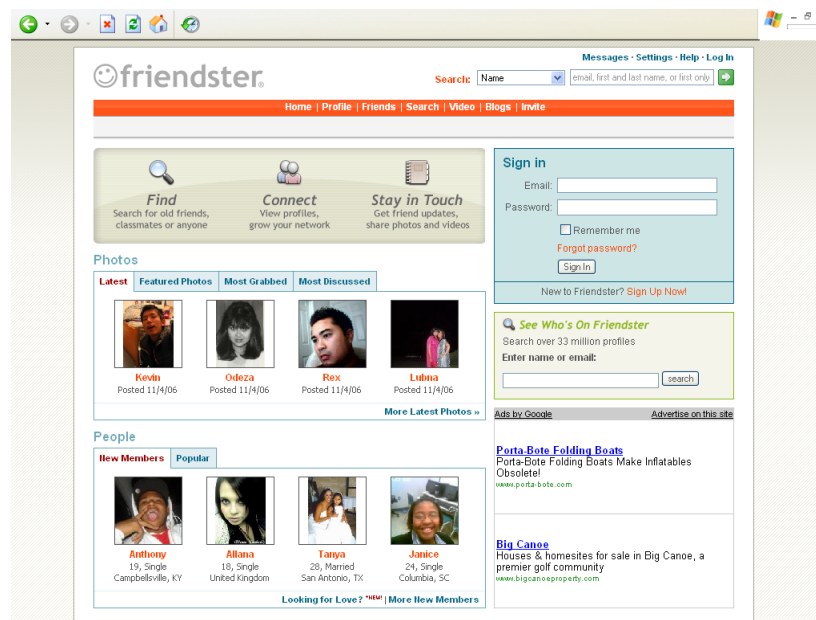 Messages · Settings · Help · Log In
friendster.
Search: Name email, first and last name, or first only
Home | Profile | Friends | Search | Video | Blogs | Invite
Find
Search for old friends,
classmates or anyone
Connect
View profiles,
grow your network
Stay in Touch
Get friend updates,
share photos and videos
Sign in
Email:
Password:
Remember me
Forgot password?
Sign In
New to Friendster? Sign Up Now!
Photos
Latest Featured Photos Most Grabbed Most Discussed
Kevin
Posted 11/4/06
Odeza
Posted 11/4/06
Rex
Posted 11/4/06
Lubna
Posted 11/4/06
More Latest Photos »
See Who's On Friendster
Search over 33 million profiles
Enter name or email:
search
People
New Members Popular
Anthony
19, Single
Campbellsville, KY
Allana
18, Single
United Kingdom
Tanya
28, Married
San Antonio, TX
Janice
24, Single
Columbia, SC
Looking for Love? *NEW! | More New Members
Ads by Google Advertise on this site
Porta-Bote Folding Boats
Porta-Bote Folding Boats Make Inflatables
Obsolete!
www.porta-bote.com
Big Canoe
Houses & homesites for sale in Big Canoe, a
premier golf community
www.bigcanoeproperty.com